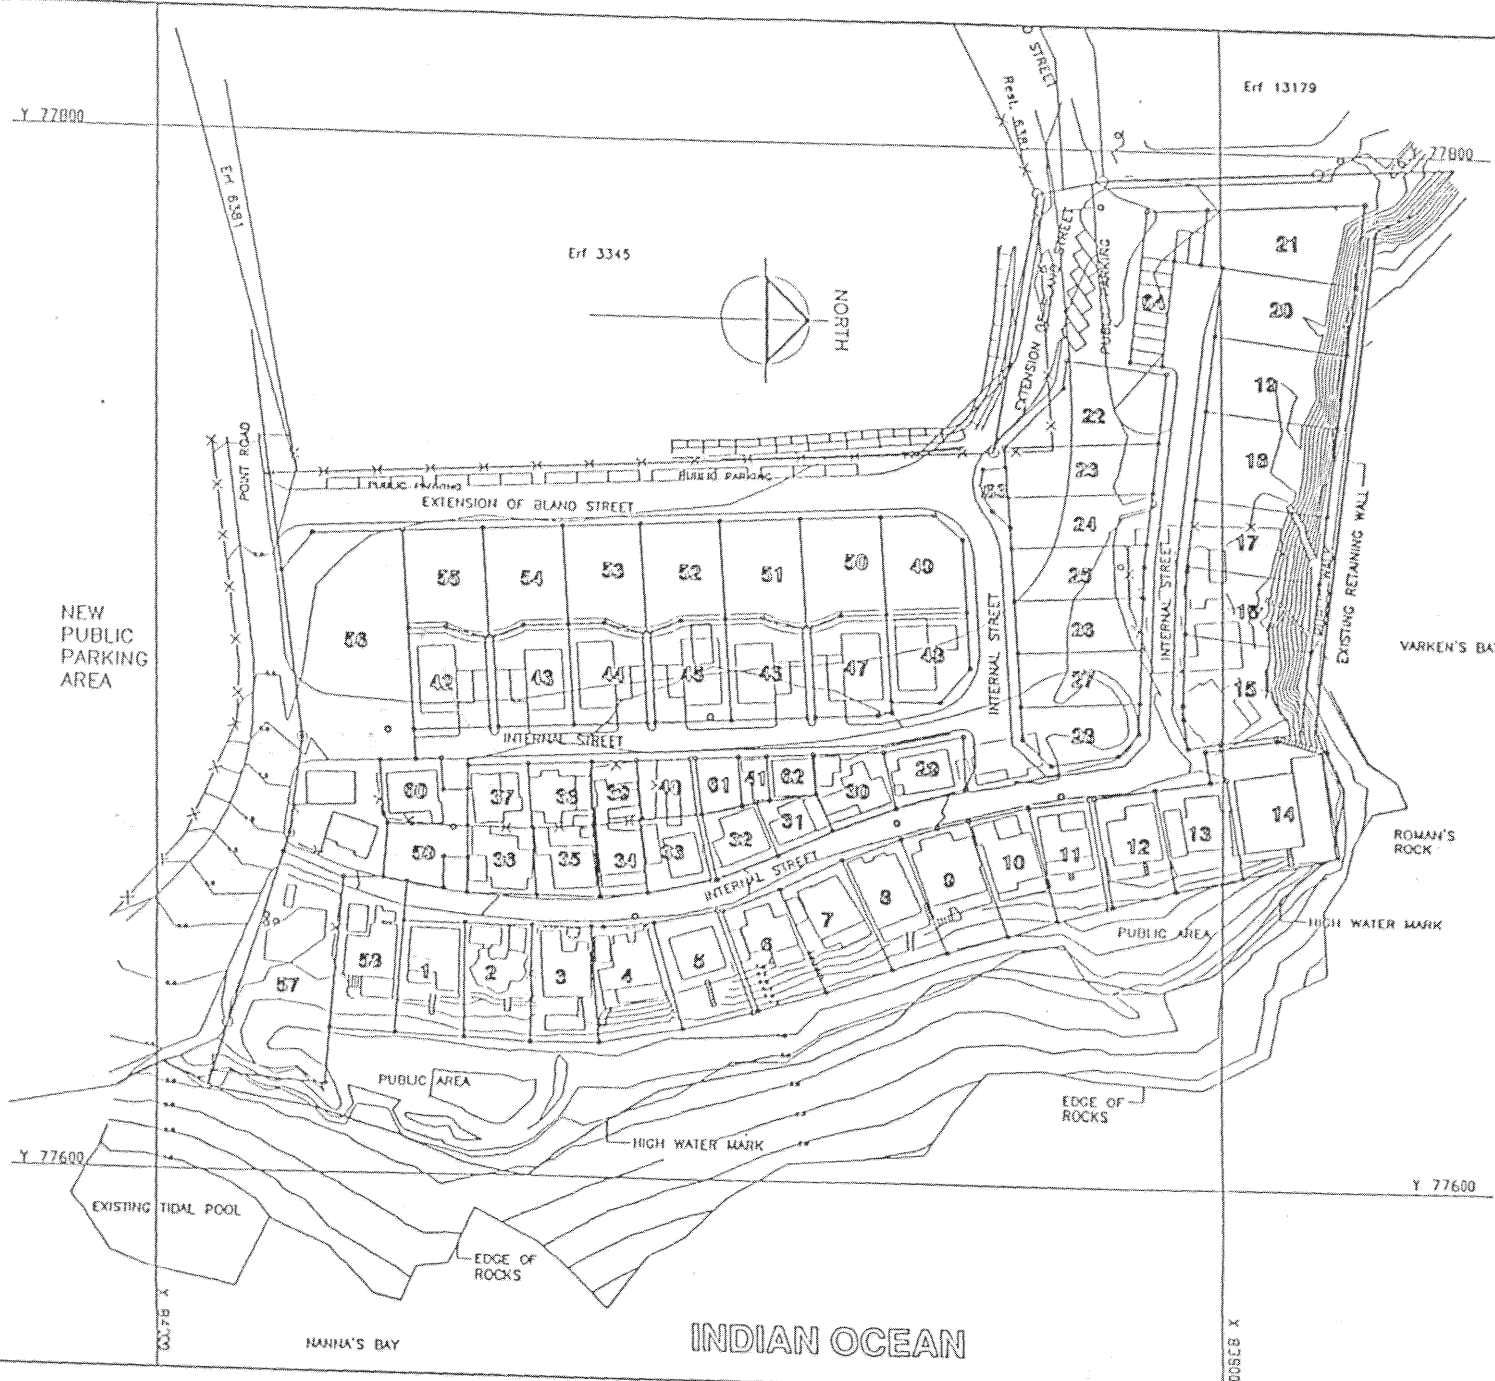 Y 77800
Erf 6381
Erf 3345
NORTH
Rest. 6381
Erf 13179
77800
EXTENSION OF BLAND STREET
PUBLIC PARKING
21
20
18
22
23
24
25
26
27
28
17
16
15
EXISTING RETAINING WALL
VARKEN'S BAY
INTERNAL STREET
INTERNAL STREET
POINT ROAD
PUBLIC PARKING
PUBLIC PARKING
EXTENSION OF BLAND STREET
NEW
PUBLIC
PARKING
AREA
56
55
54
53
52
51
50
49
42
43
44
45
46
47
48
INTERNAL STREET
60
37
38
39
40
61
41
62
30
29
59
36
35
34
33
32
31
INTERNAL STREET
57
58
1
2
3
4
5
6
7
8
9
10
11
12
13
14
ROMAN'S
ROCK
HIGH WATER MARK
PUBLIC AREA
PUBLIC AREA
EDGE OF
ROCKS
HIGH WATER MARK
Y 77600
Y 77600
EXISTING TIDAL POOL
EDGE OF
ROCKS
NANNA'S BAY
INDIAN OCEAN